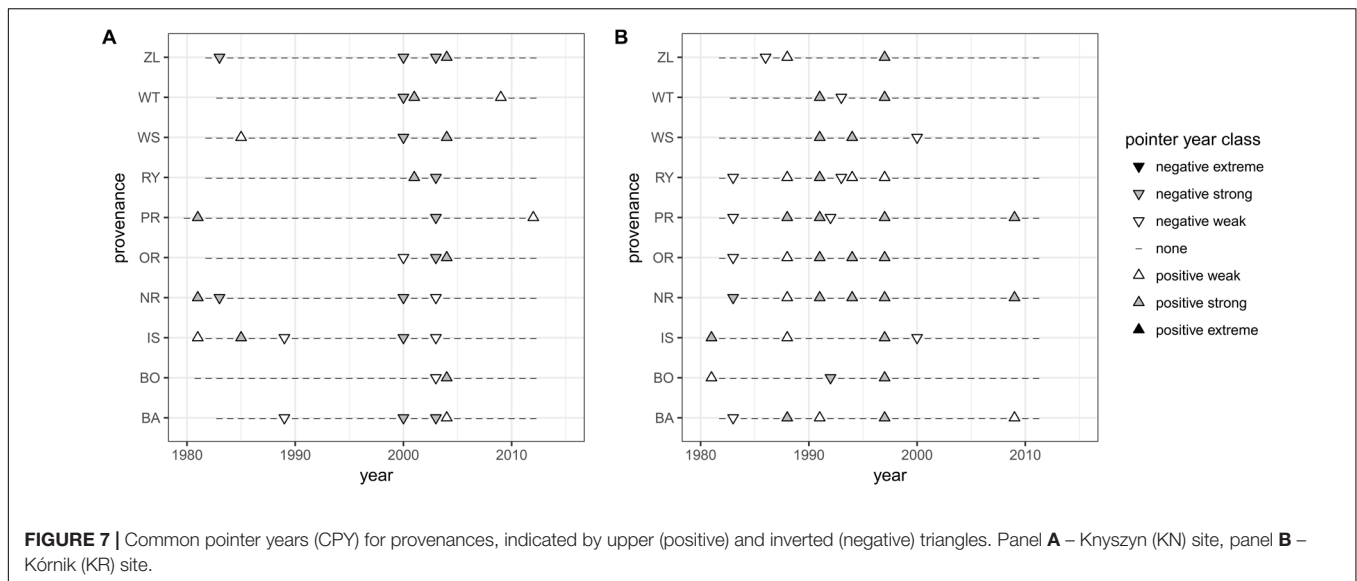 A
provenance
ZL
WT
WS
RY
PR
OR
NR
IS
BO
BA
1980
1990
2000
2010
year
B
provenance
ZL
WT
WS
RY
PR
OR
NR
IS
BO
BA
1980
1990
2000
2010
year
pointer year class
negative extreme
negative strong
negative weak
none
positive weak
positive strong
positive extreme
FIGURE 7 | Common pointer years (CPY) for provenances, indicated by upper (positive) and inverted (negative) triangles. Panel A – Knyszyn (KN) site, panel B –
Kórnik (KR) site.